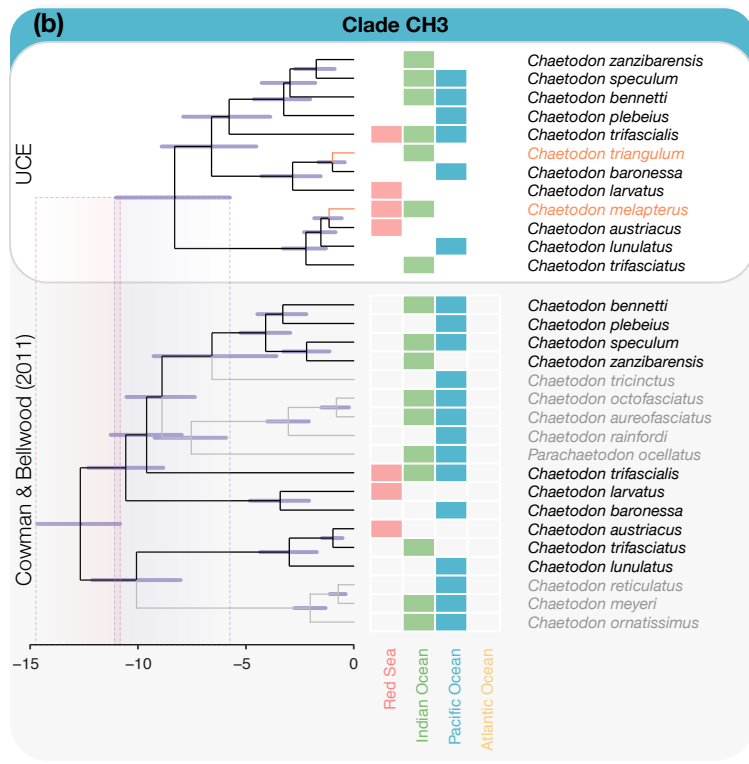 (b)
Clade CH3
UCE
Chaetodon zanzibarensis
Chaetodon speculum
Chaetodon bennetti
Chaetodon plebeius
Chaetodon trifascialis
Chaetodon triangulum
Chaetodon baronessa
Chaetodon larvatus
Chaetodon melapterus
Chaetodon austriacus
Chaetodon lunulatus
Chaetodon trifasciatus
Cowman & Bellwood (2011)
Chaetodon bennetti
Chaetodon plebeius
Chaetodon speculum
Chaetodon zanzibarensis
Chaetodon tricinctus
Chaetodon octofasciatus
Chaetodon aureofasciatus
Chaetodon rainfordi
Parachaetodon ocellatus
Chaetodon trifascialis
Chaetodon larvatus
Chaetodon baronessa
Chaetodon austriacus
Chaetodon trifasciatus
Chaetodon lunulatus
Chaetodon reticulatus
Chaetodon meyeri
Chaetodon ornatissimus
−15 −10 −5 0
Red Sea
Indian Ocean
Pacific Ocean
Atlantic Ocean